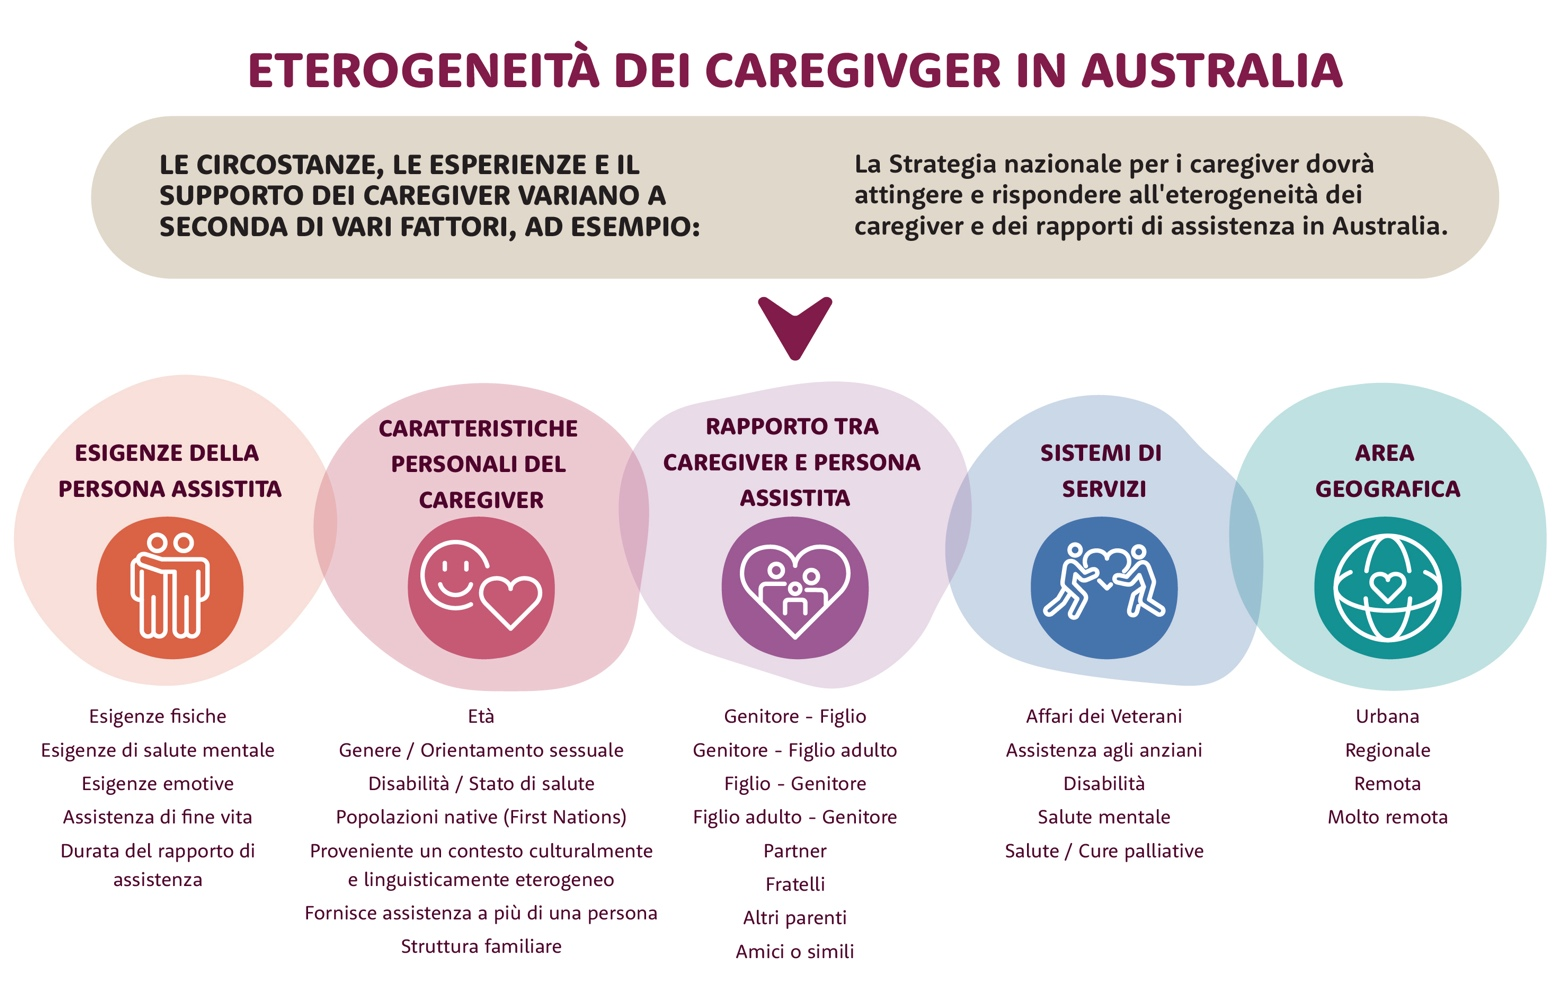 ETEROGENEITÀ DEI CAREGIVGER IN AUSTRALIA
LE CIRCOSTANZE, LE ESPERIENZE E IL
SUPPORTO DEI CAREGIVER VARIANO A
SECONDA DI VARI FATTORI, AD ESEMPIO:
La Strategia nazionale per i caregiver dovrà
attingere e rispondere all'eterogeneità dei
caregiver e dei rapporti di assistenza in Australia.
ESIGENZE DELLA
PERSONA ASSISTITA
Esigenze fisiche
Esigenze di salute mentale
Esigenze emotive
Assistenza di fine vita
Durata del rapporto di
assistenza
CARATTERISTICHE
PERSONALI DEL
CAREGIVER
Età
Genere / Orientamento sessuale
Disabilità / Stato di salute
Popolazioni native (First Nations)
Proveniente un contesto culturalmente
e linguisticamente eterogeneo
Fornisce assistenza a più di una persona
Struttura familiare
RAPPORTO TRA
CAREGIVER E PERSONA
ASSISTITA
Genitore - Figlio
Genitore - Figlio adulto
Figlio - Genitore
Figlio adulto - Genitore
Partner
Fratelli
Altri parenti
Amici o simili
SISTEMI DI
SERVIZI
Affari dei Veterani
Assistenza agli anziani
Disabilità
Salute mentale
Salute / Cure palliative
AREA
GEOGRAFICA
Urbana
Regionale
Remota
Molto remota